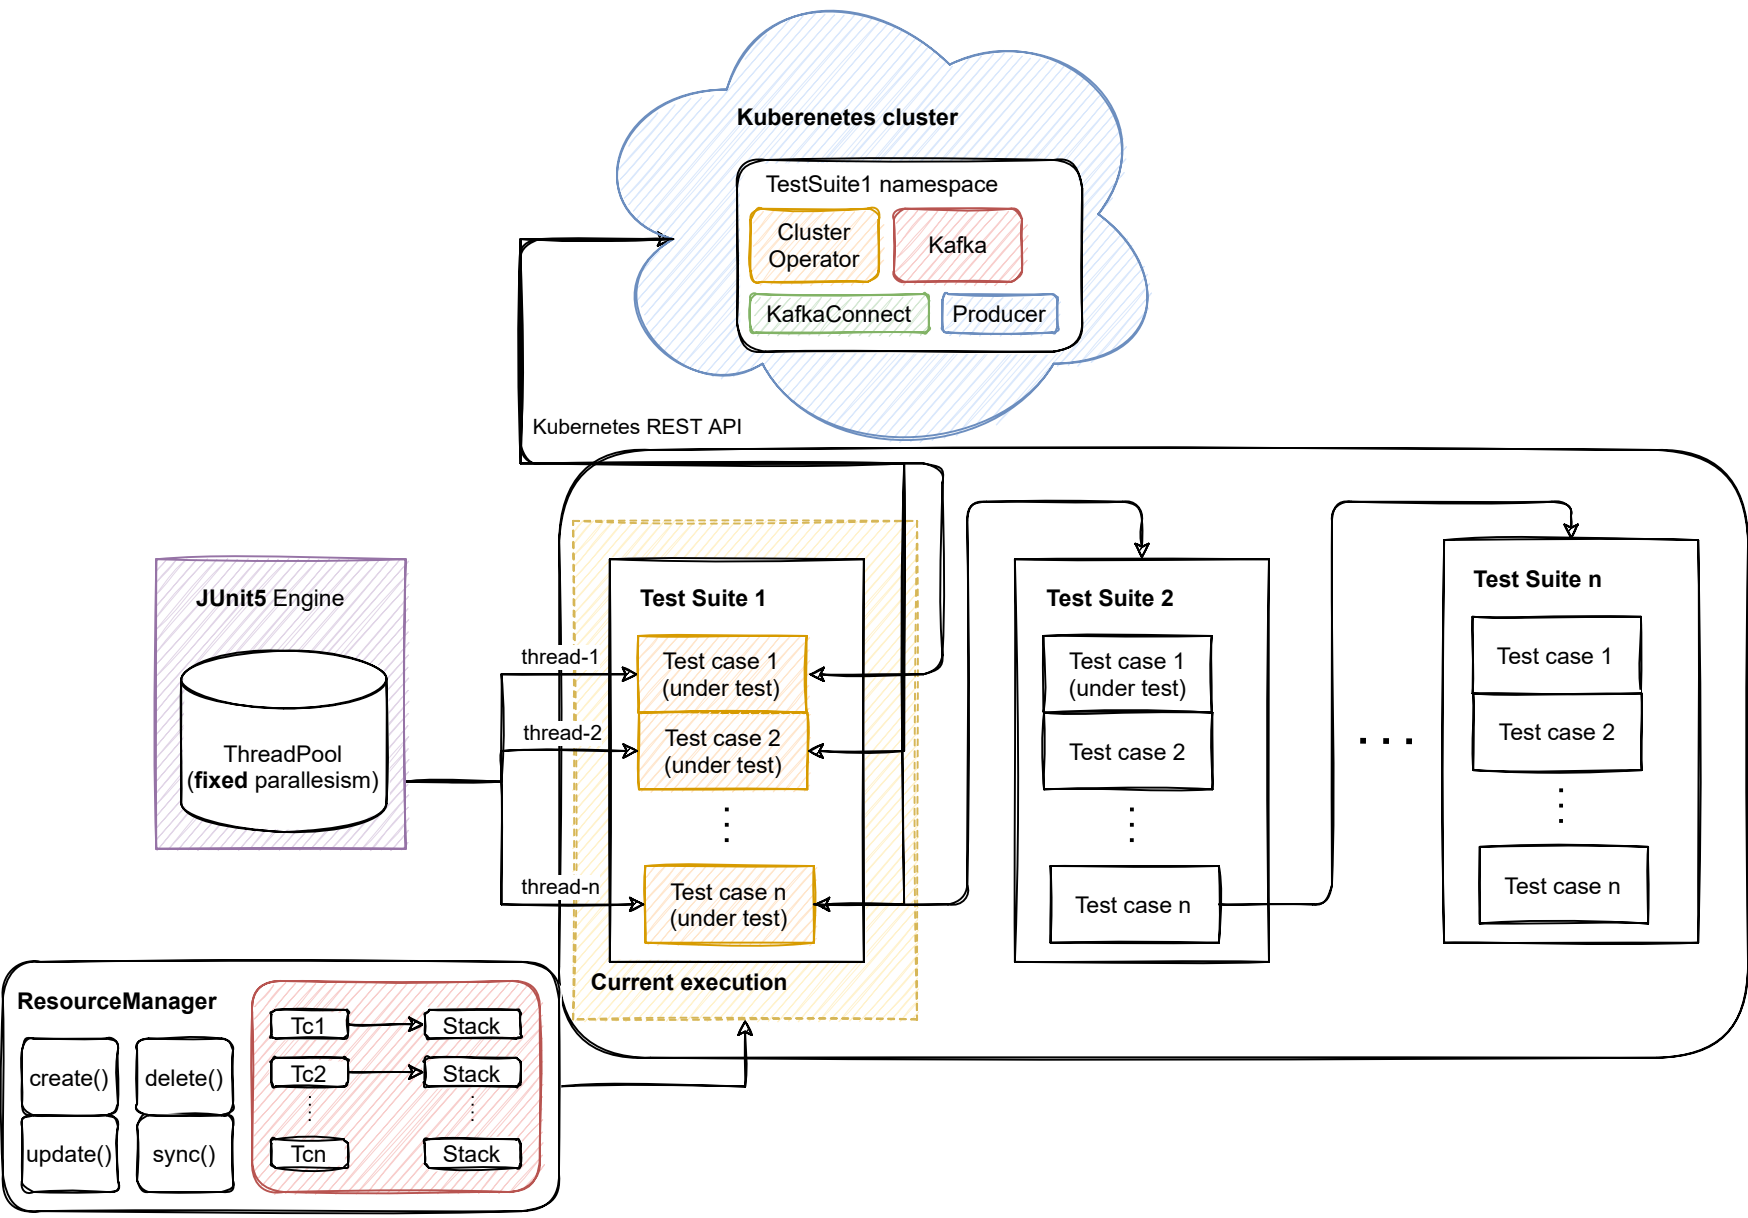 Kuberenetes cluster
TestSuite1 namespace
Cluster
Operator
Kafka
KafkaConnect
Producer
Kubernetes REST API
JUnit5 Engine
ThreadPool
(fixed parallesism)
thread-1
thread-2
thread-n
Test Suite 1
Test case 1
(under test)
Test case 2
(under test)
Test case n
(under test)
Current execution
Test Suite 2
Test case 1
(under test)
Test case 2
Test case n
. . .
Test Suite n
Test case 1
Test case 2
Test case n
ResourceManager
create()
delete()
update()
sync()
Tc1
Stack
Tc2
Stack
Tcn
Stack